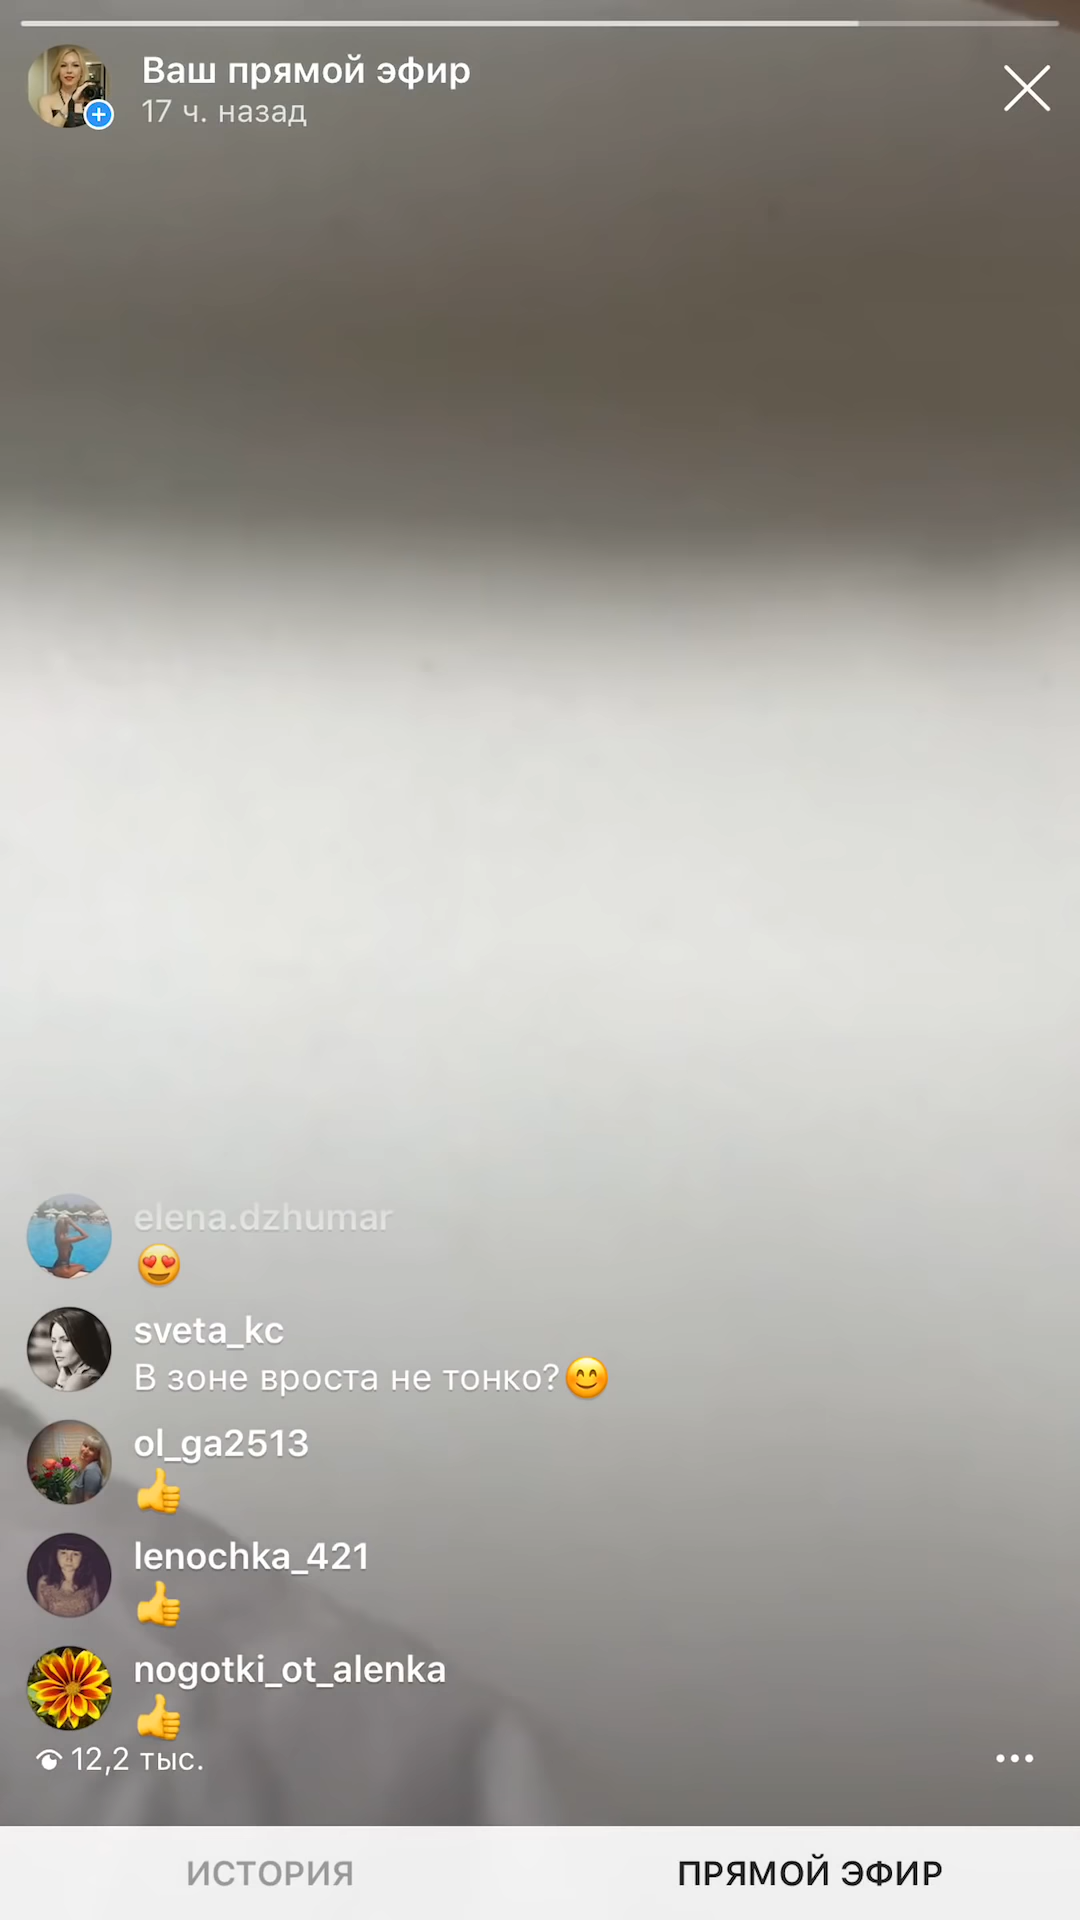 Ваш прямой эфир
17 ч. назад
elena.dzhumar
😍
sveta_kc
В зоне вроста не тонко?😊
ol_ga2513
👍
lenochka_421
👍
nogotki_ot_alenka
👍
12,2 тыс.
ИСТОРИЯ
ПРЯМОЙ ЭФИР